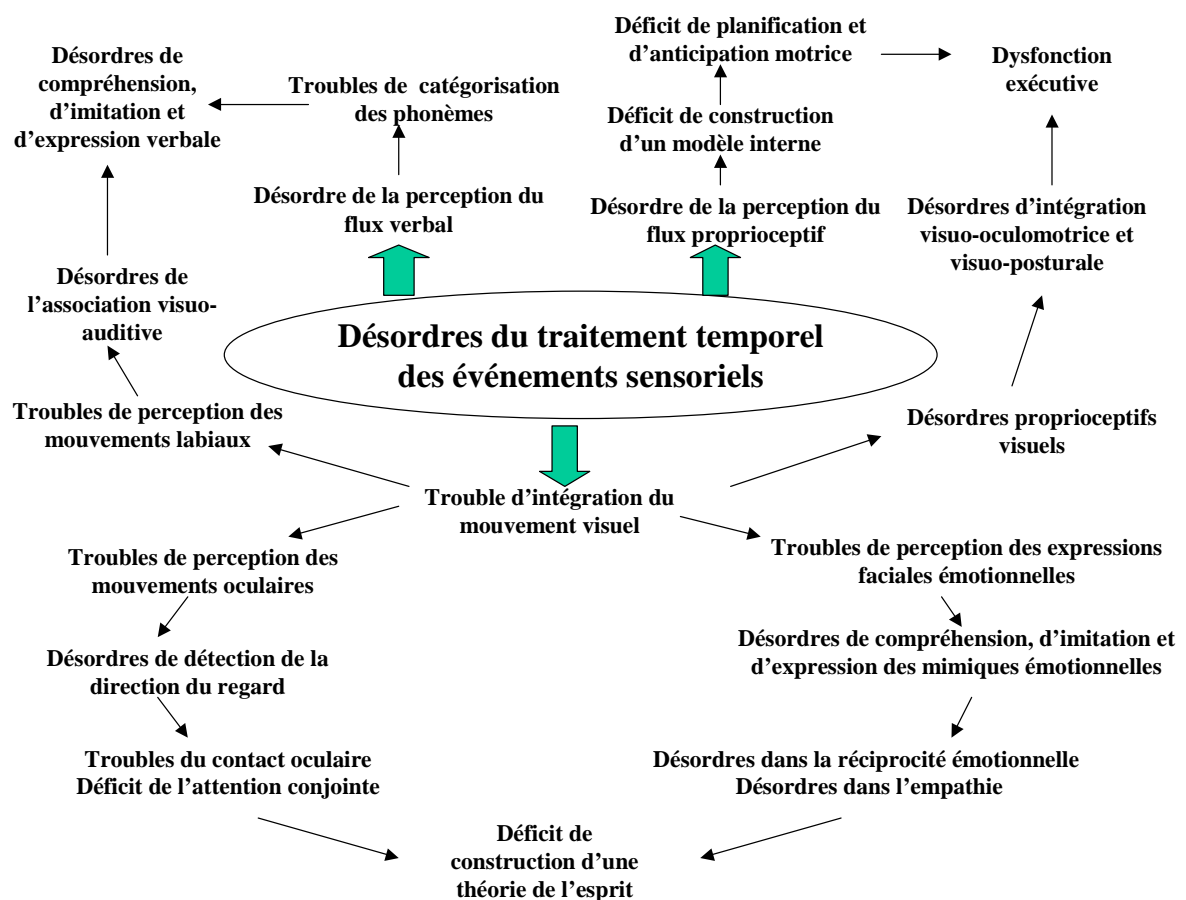 Déficit de planification et
d’anticipation motrice
Désordres de
compréhension,
d’imitation et
d’expression verbale
Troubles de catégorisation
des phonèmes
Dysfonction
exécutive
Déficit de construction
d’un modèle interne
Désordre de la perception du
flux verbal
Désordre de la perception du
flux proprioceptif
Désordres d’intégration
visuo-oculomotrice et
visuo-posturale
Désordres de
l’association visuo-
auditive
Désordres du traitement temporel
des événements sensoriels
Troubles de perception des
mouvements labiaux
Désordres proprioceptifs
visuels
Trouble d’intégration du
mouvement visuel
Troubles de perception des
mouvements oculaires
Troubles de perception des expressions
faciales émotionnelles
Désordres de détection de la
direction du regard
Désordres de compréhension, d’imitation et
d’expression des mimiques émotionnelles
Troubles du contact oculaire
Déficit de l’attention conjointe
Désordres dans la réciprocité émotionnelle
Désordres dans l’empathie
Déficit de
construction d’une
théorie de l’esprit